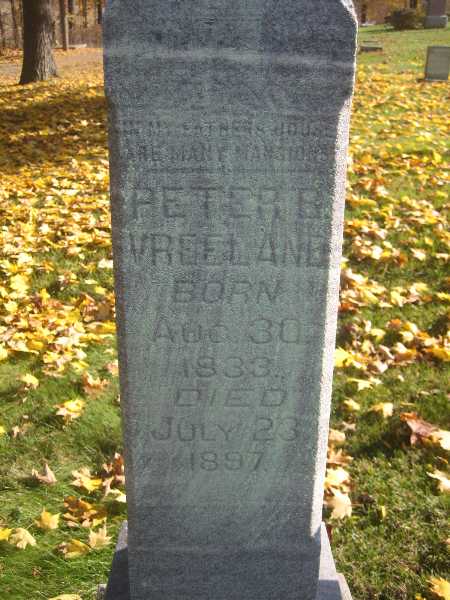 IN MY FATHERS HOUSE
ARE MANY MANSIONS
PETER B.
VREELAND
BORN
AUG. 30.
1833.
DIED
JULY 23
1897